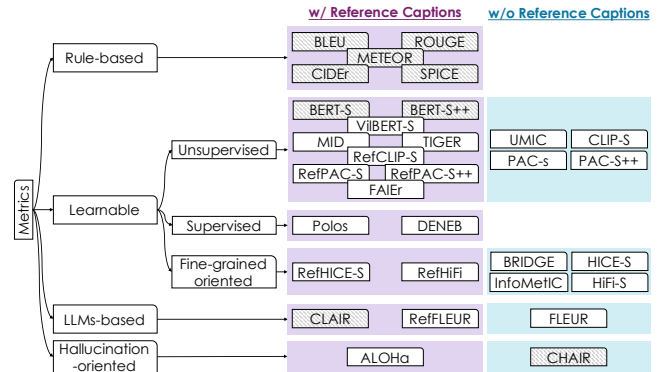 w/ Reference Captions w/o Reference Captions
Rule-based
BLEU ROUGE
METEOR
CIDEr SPICE
Metrics
Learnable
Unsupervised
BERT-S BERT-S++
VilBERT-S
MID TIGER
RefCLIP-S
RefPAC-S RefPAC-S++
FAIEr
UMIC CLIP-S
PAC-s PAC-S++
Supervised
Polos DENEB
Fine-grained
oriented
RefHICE-S RefHiFi
BRIDGE HICE-S
InfoMetIC HiFi-S
LLMs-based
CLAIR RefFLEUR FLEUR
Hallucination
-oriented
ALOHa CHAIR